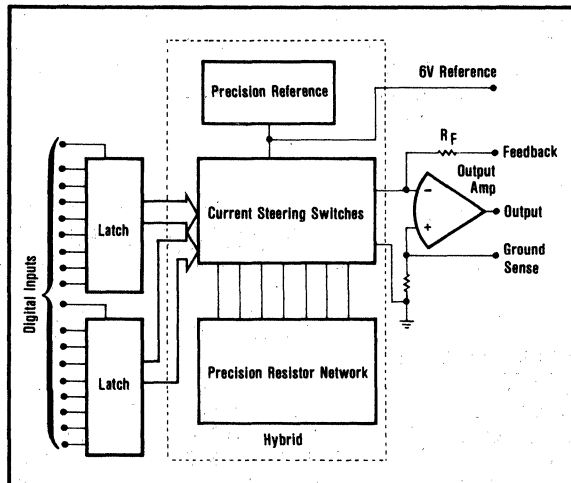 6V Reference
Precision Reference
R F
Feedback
Output
Amp
−
+
Output
Ground
Sense
Digital Inputs
Latch
Current Steering Switches
Latch
Precision Resistor Network
Hybrid